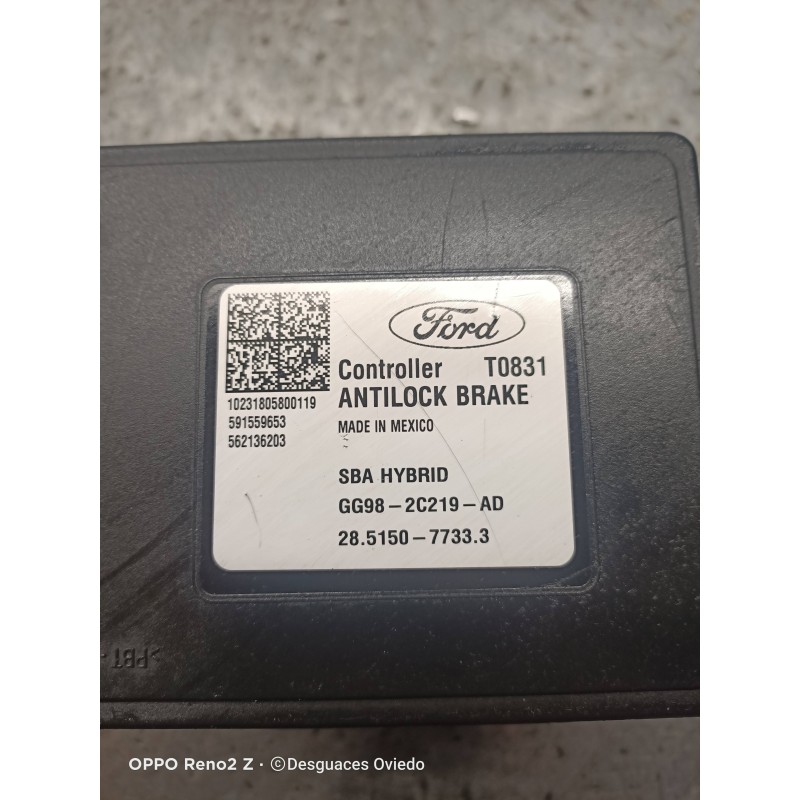 Ford
Controller T0831
ANTILOCK BRAKE
10231805800119
591559653
562136203
MADE IN MEXICO
SBA HYBRID
GG98-2C219-AD
28.5150-7733.3
>PBT
OPPO Reno2 Z · ©Desguaces Oviedo